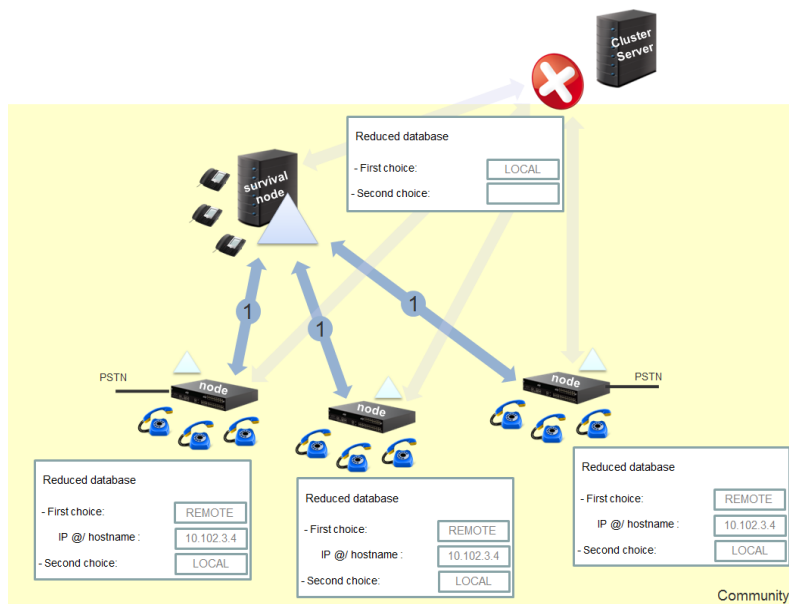 Cluster
Server
Reduced database
- First choice: LOCAL
- Second choice:
survival
node
1
1
1
PSTN
node
node
node
PSTN
Reduced database
- First choice: REMOTE
IP @/ hostname : 10.102.3.4
- Second choice: LOCAL
Reduced database
- First choice: REMOTE
IP @/ hostname : 10.102.3.4
- Second choice: LOCAL
Reduced database
- First choice: REMOTE
IP @/ hostname : 10.102.3.4
- Second choice: LOCAL
Community